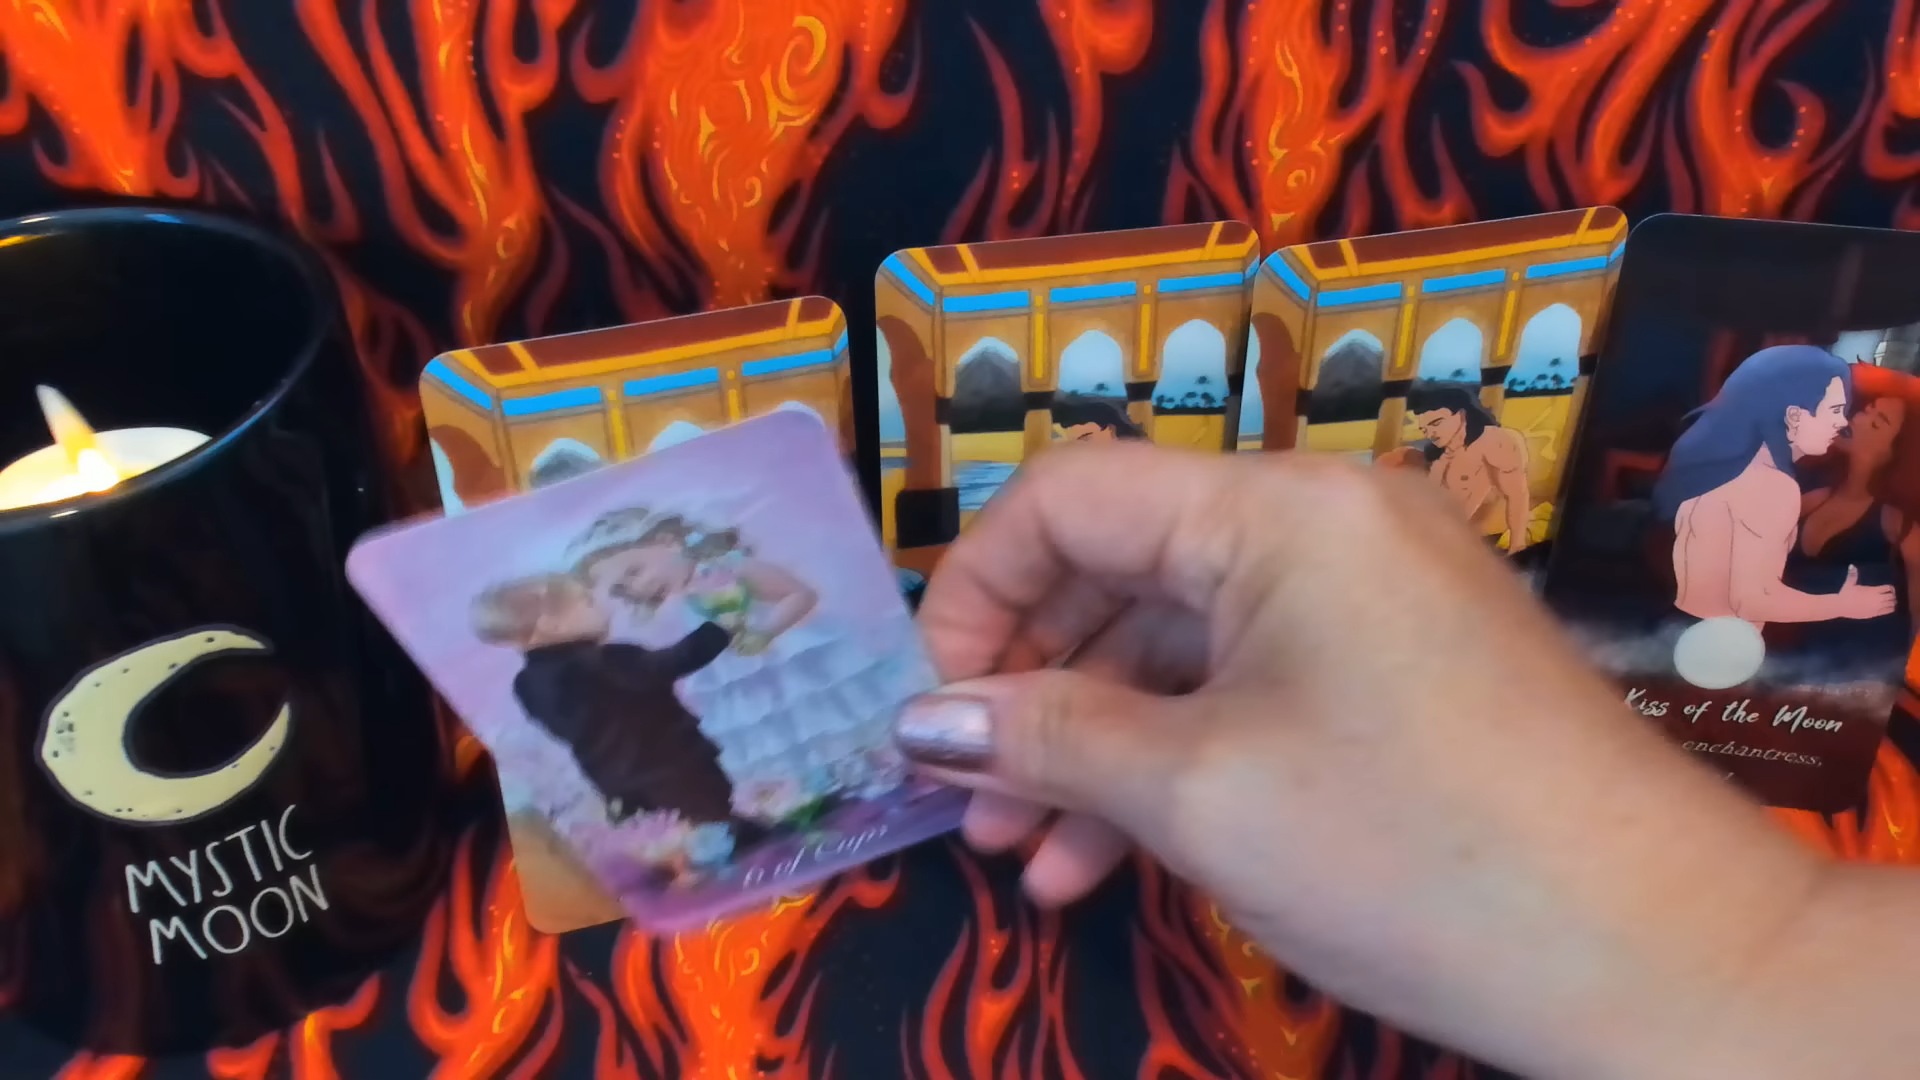 MYSTIC
MOON
of Cups
Kiss of the Moon
enchantress,